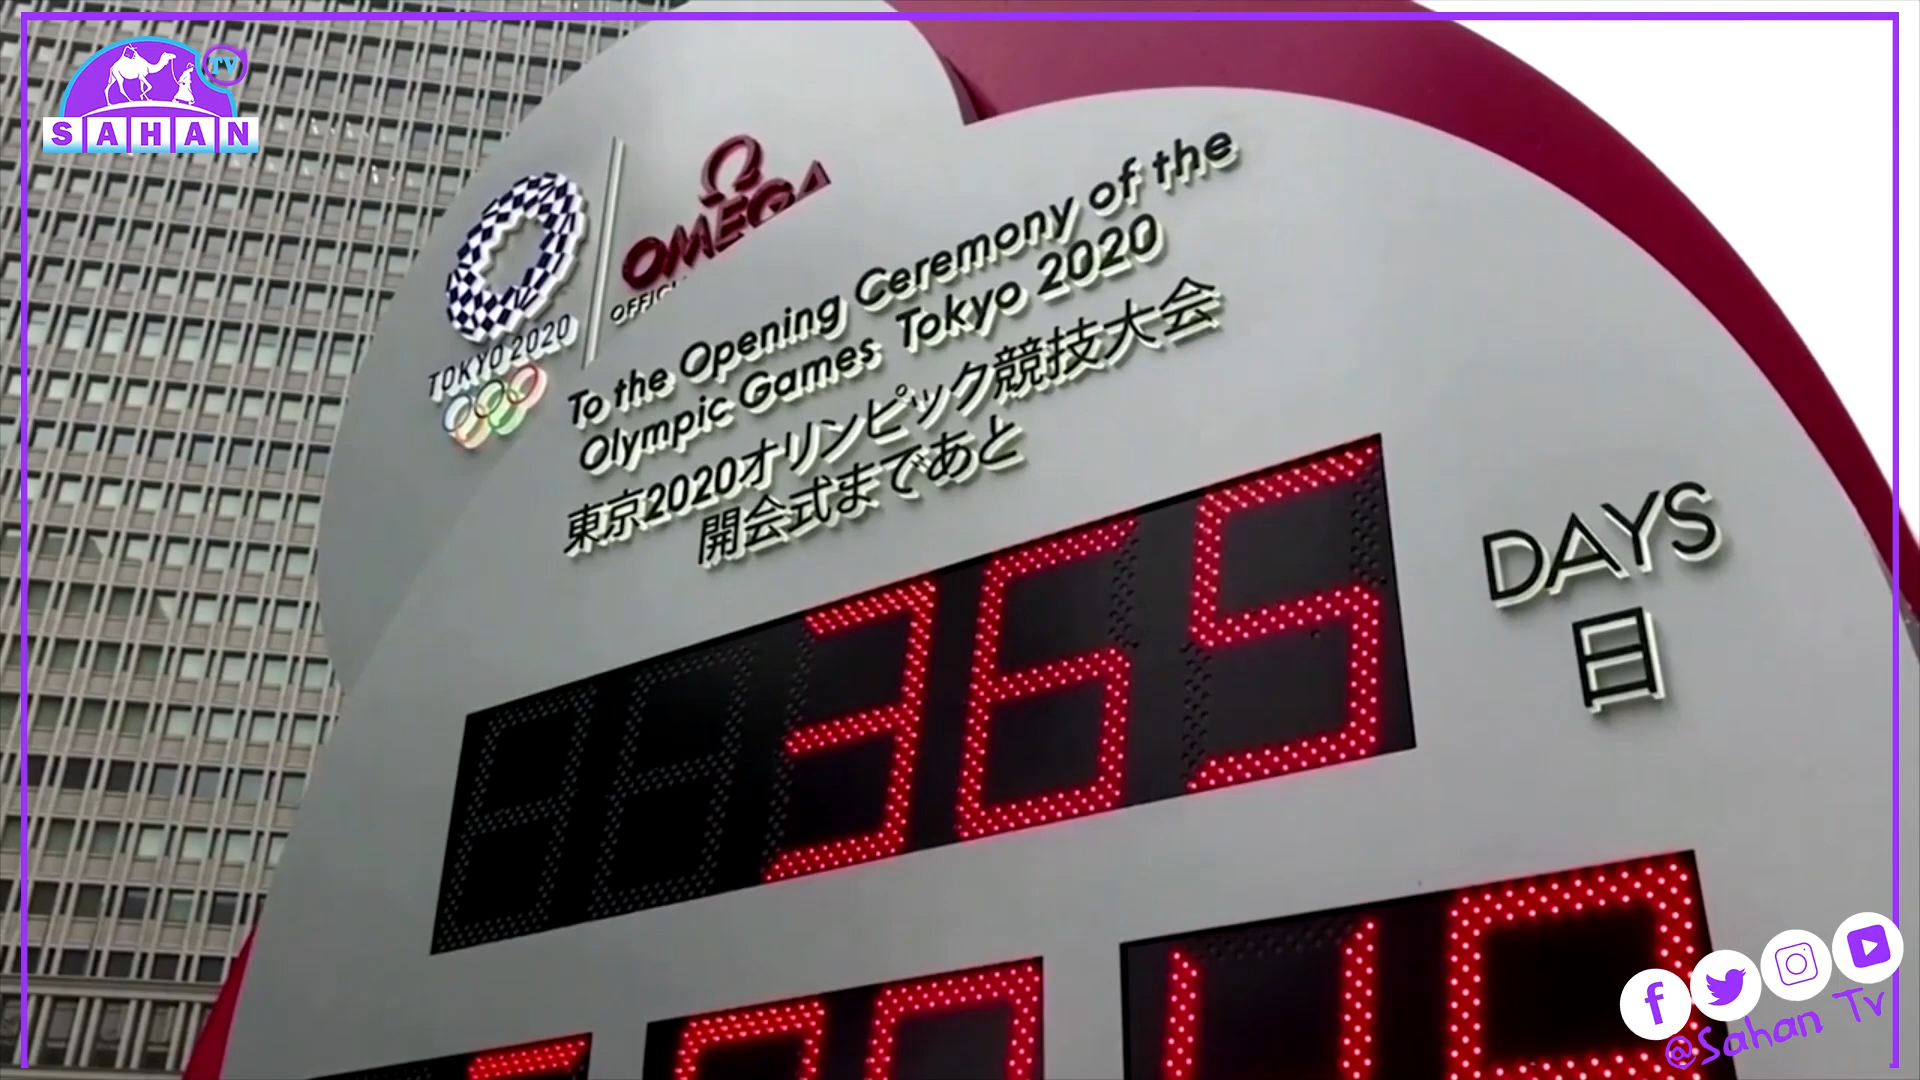 TV
SAHAN
TOKYO 2020
OMEGA
To the Opening Ceremony of the
Olympic Games Tokyo 2020
東京2020オリンピック競技大会
開会式まであと
365
DAYS
日
@Sahan Tv